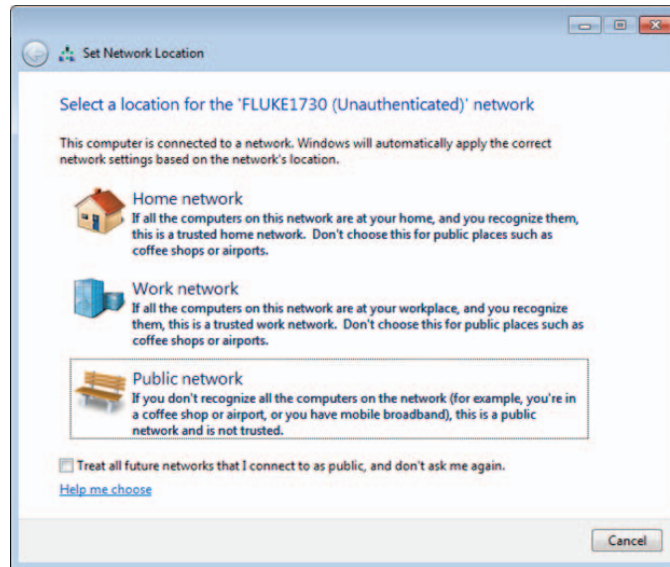 Set Network Location
Select a location for the 'FLUKE1730 (Unauthenticated)' network
This computer is connected to a network. Windows will automatically apply the correct
network settings based on the network's location.
Home network
If all the computers on this network are at your home, and you recognize them,
this is a trusted home network. Don't choose this for public places such as
coffee shops or airports.
Work network
If all the computers on this network are at your workplace, and you recognize
them, this is a trusted work network. Don't choose this for public places such as
coffee shops or airports.
Public network
If you don't recognize all the computers on the network (for example, you're in
a coffee shop or airport, or you have mobile broadband), this is a public
network and is not trusted.
Treat all future networks that I connect to as public, and don't ask me again.
Help me choose
Cancel